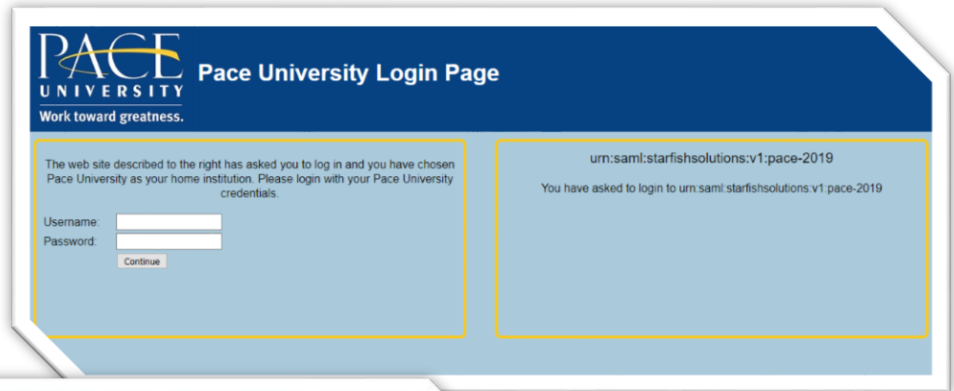 PACE
UNIVERSITY
Work toward greatness.
Pace University Login Page
The web site described to the right has asked you to log in and you have chosen
Pace University as your home institution. Please login with your Pace University
credentials.
Username:
Password:
Continue
urn:saml:starfishsolutions:v1:pace-2019
You have asked to login to urn:saml:starfishsolutions:v1:pace-2019